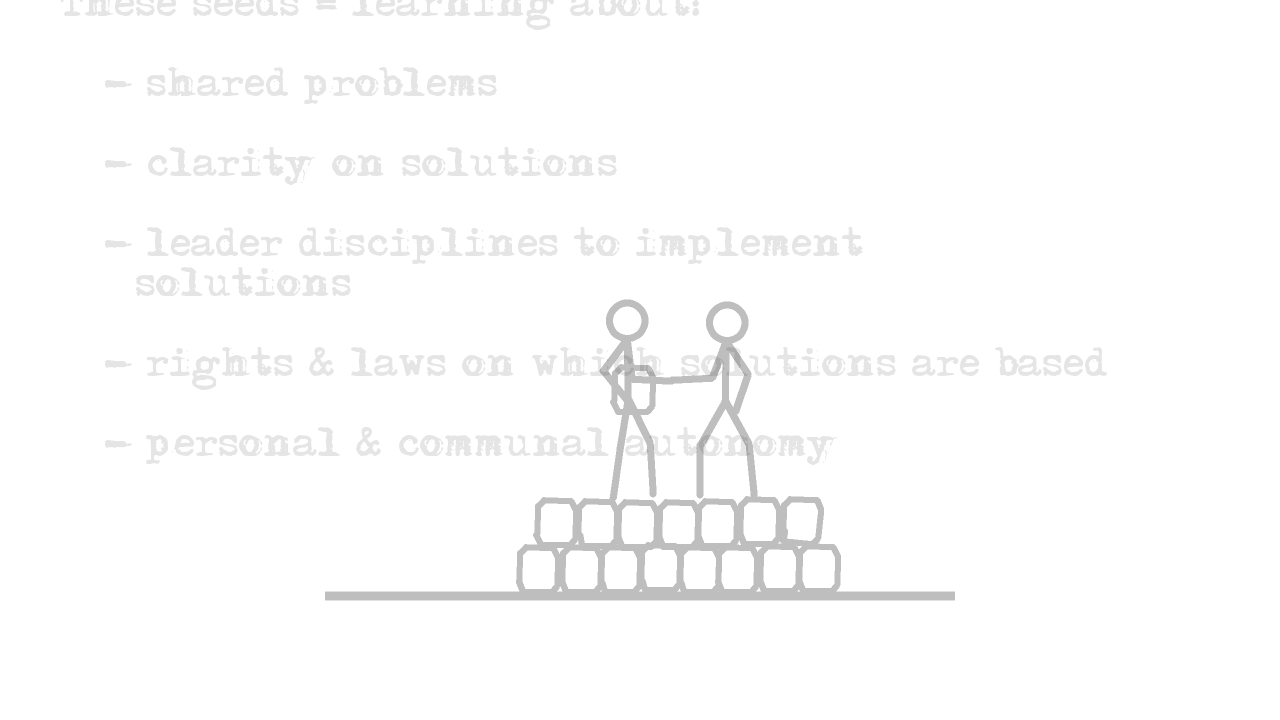 These seeds = learning about:
- shared problems
- clarity on solutions
- leader disciplines to implement
solutions
- rights & laws on which solutions are based
- personal & communal autonomy